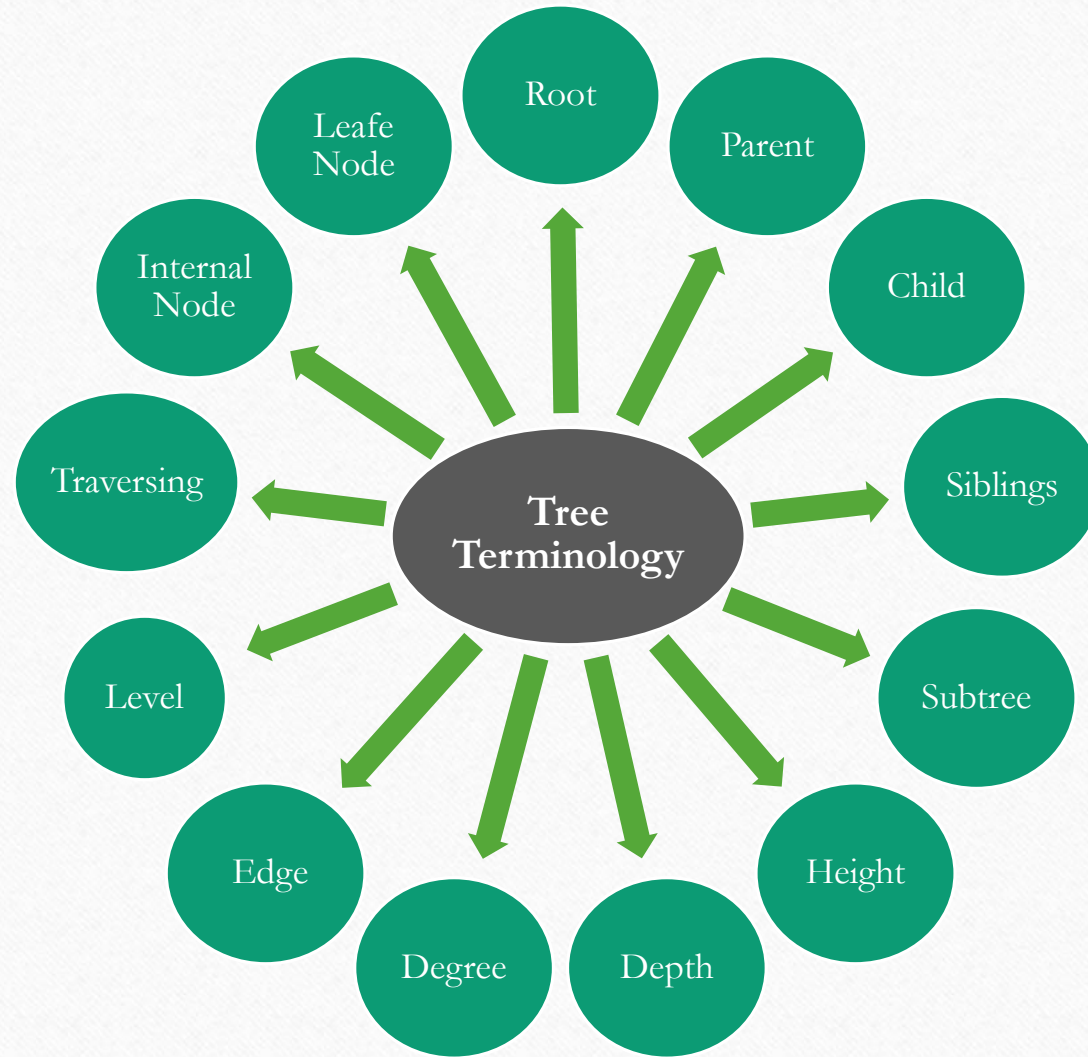 Root
Parent
Child
Siblings
Subtree
Height
Depth
Degree
Edge
Level
Traversing
Internal
Node
Leafe
Node
Tree
Terminology